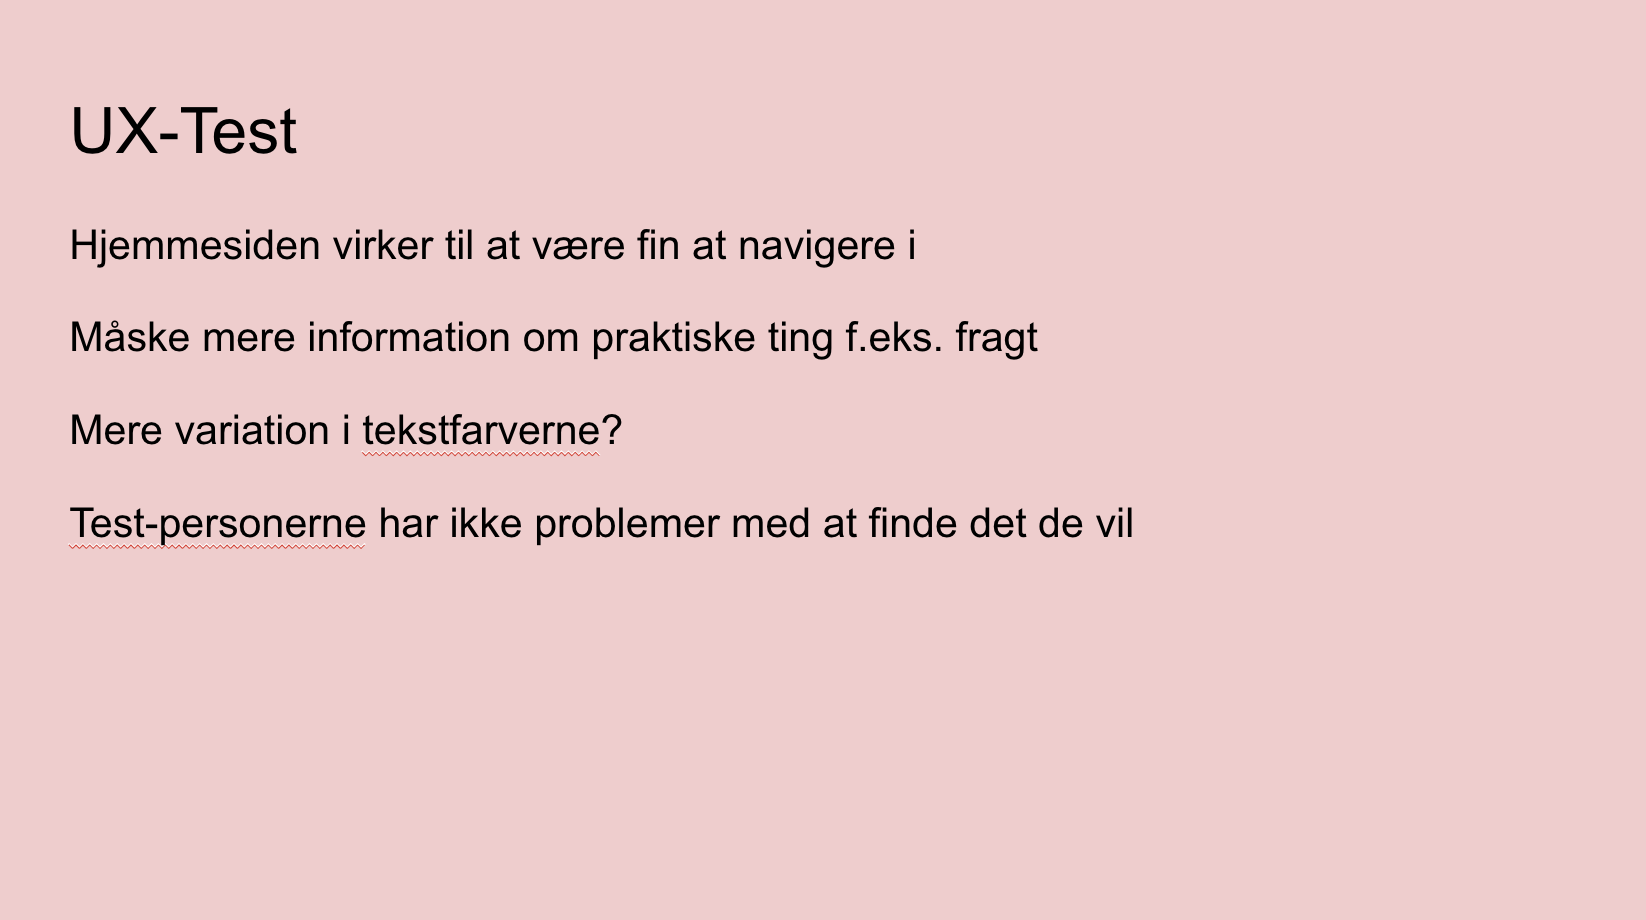 UX-Test
Hjemmesiden virker til at være fin at navigere i
Måske mere information om praktiske ting f.eks. fragt
Mere variation i tekstfarverne?
Test-personerne har ikke problemer med at finde det de vil